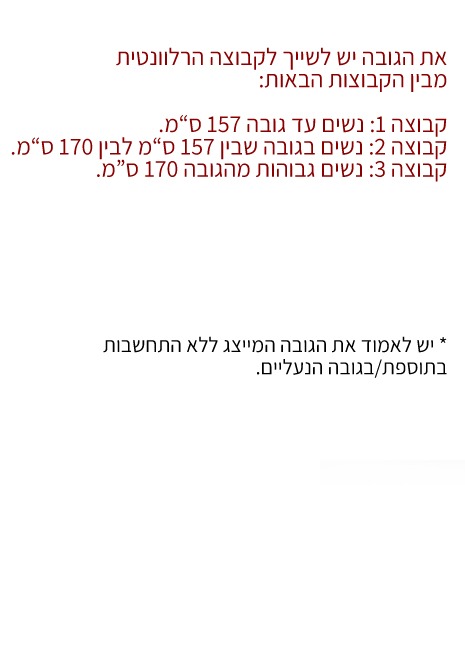 את הגובה יש לשייך לקבוצה הרלוונטית
מבין הקבוצות הבאות:
קבוצה 1: נשים עד גובה 157 ס“מ.
קבוצה 2: נשים בגובה שבין 157 ס“מ לבין 170 ס“מ.
קבוצה 3: נשים גבוהות מהגובה 170 ס”מ.
* יש לאמוד את הגובה המייצג ללא התחשבות
בתוספת/בגובה הנעליים.